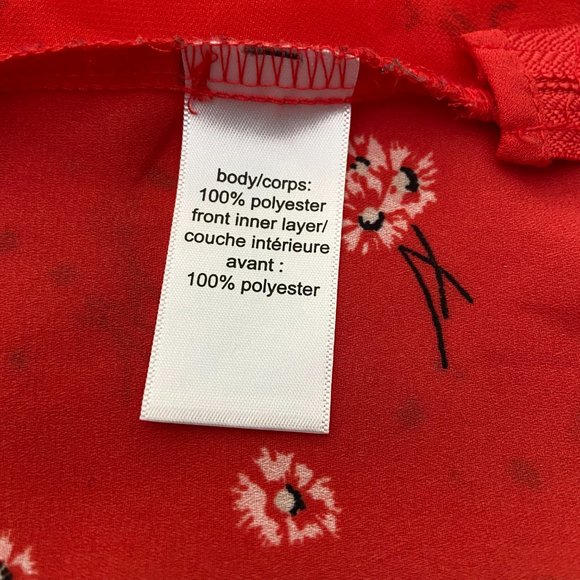 body/corps:
100% polyester
front inner layer/
couche intérieure
avant :
100% polyester